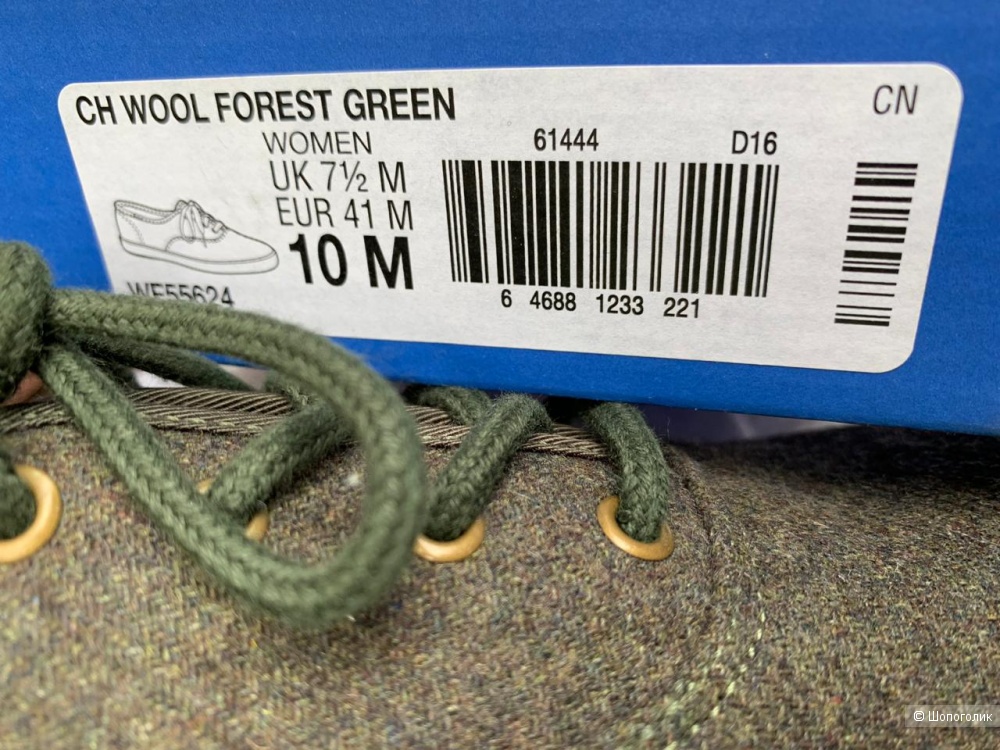 CH WOOL FOREST GREEN
CN
WOMEN
61444
D16
UK 7½ M
EUR 41 M
10 M
WF55624
6 4688 1233 221
© Шопоголик